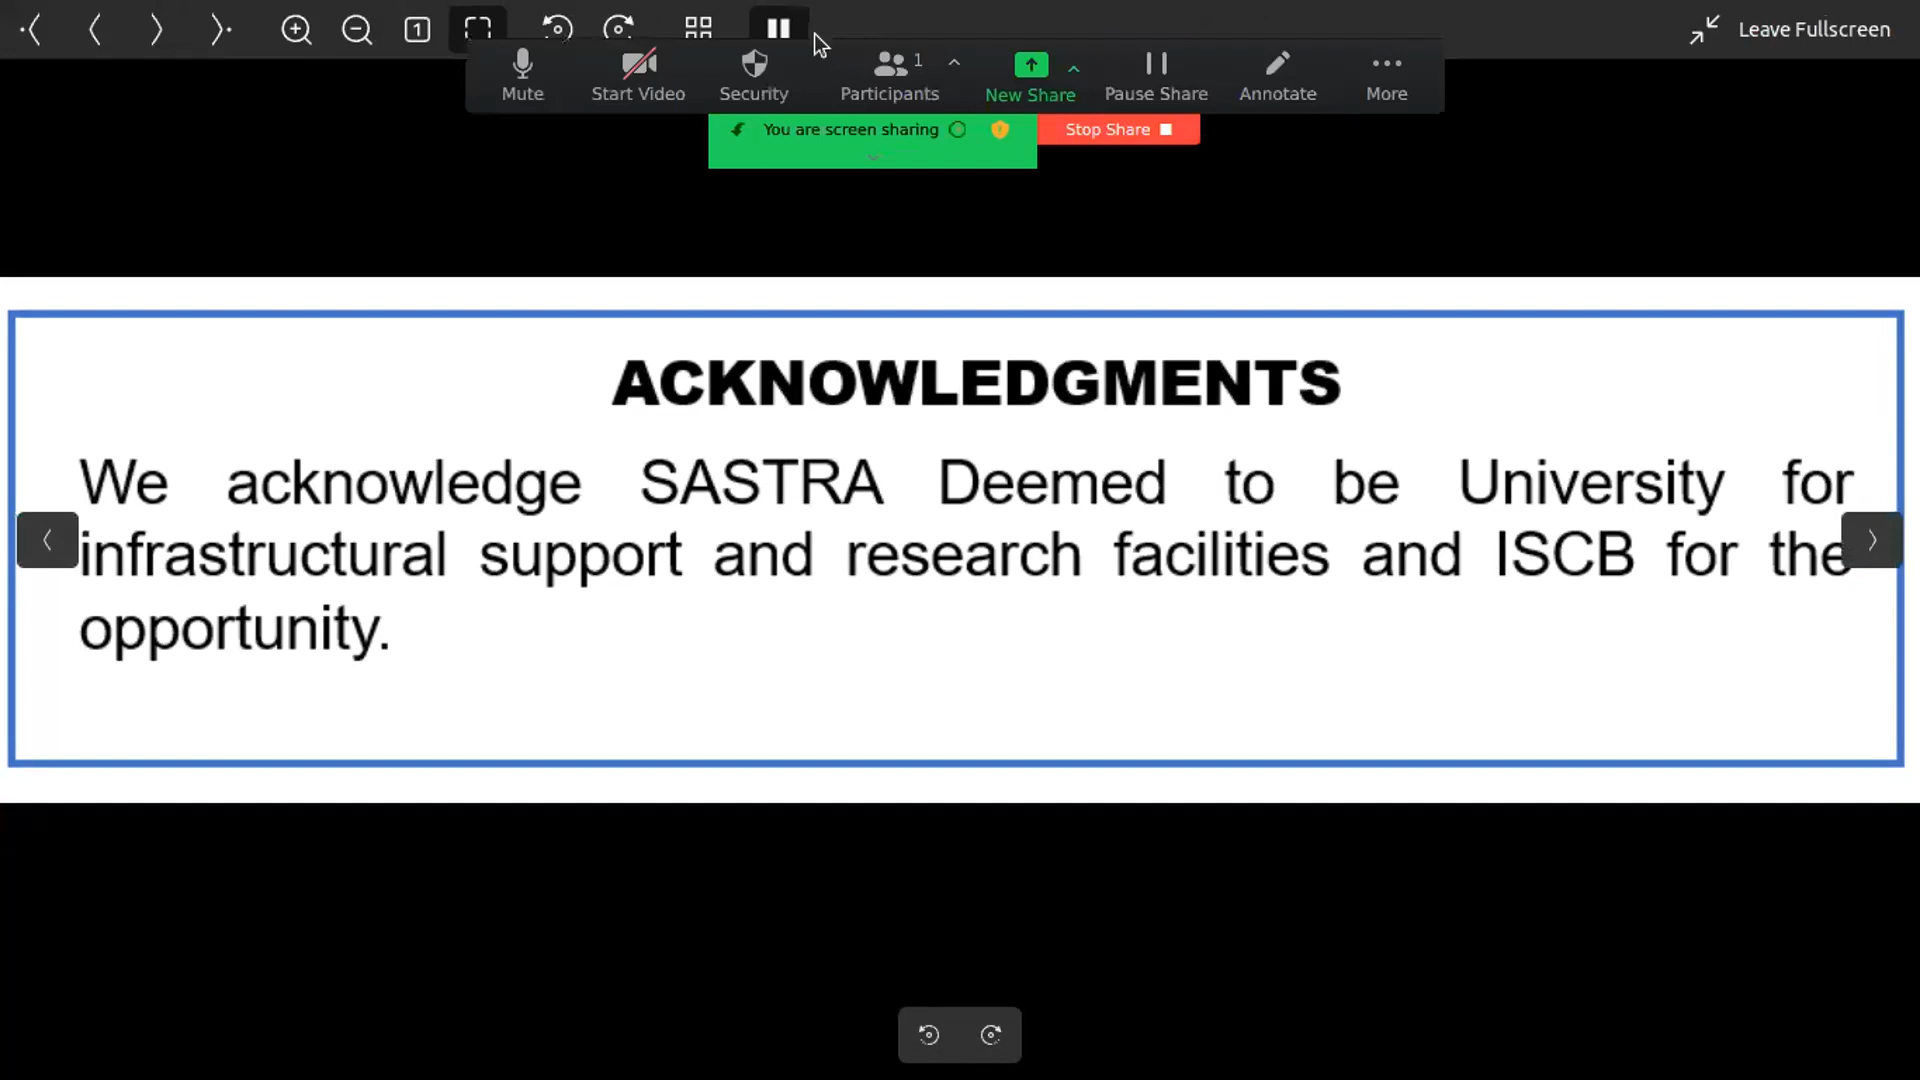 1 Leave Fullscreen
Mute Start Video Security Participants 1 New Share Pause Share Annotate More
You are screen sharing Stop Share
ACKNOWLEDGMENTS
We acknowledge SASTRA Deemed to be University for
infrastructural support and research facilities and ISCB for the
opportunity.